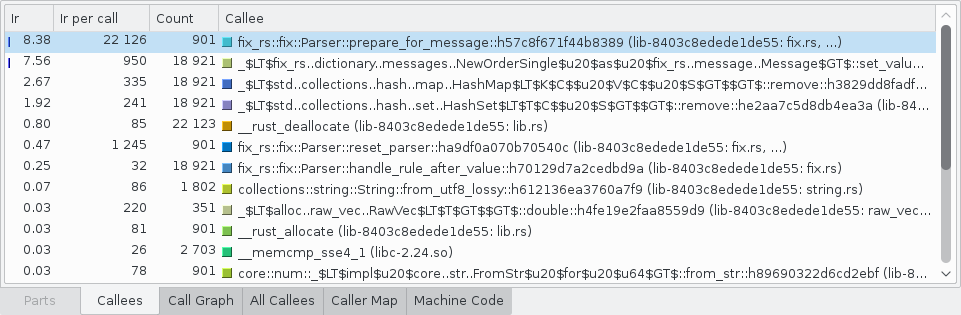 Ir Ir per call Count Callee
8.38 22 126 901 fix_rs::fix::Parser::prepare_for_message::h57c8f671f44b8389 (lib-8403c8edede1de55: fix.rs, ...)
7.56 950 18 921 _$LT$fix_rs..dictionary..messages..NewOrderSingle$u20$as$u20$fix_rs..message..Message$GT$::set_valu...
2.67 335 18 921 _$LT$std..collections..hash..map..HashMap$LT$K$C$$u20$V$C$$u20$S$GT$$GT$::remove::h3829dd8fadf...
1.92 241 18 921 _$LT$std..collections..hash..set..HashSet$LT$T$C$$u20$S$GT$$GT$::remove::he2aa7c5d8db4ea3a (lib-84...
0.80 85 22 123 __rust_deallocate (lib-8403c8edede1de55: lib.rs)
0.47 1 245 901 fix_rs::fix::Parser::reset_parser::ha9df0a070b70540c (lib-8403c8edede1de55: fix.rs, ...)
0.25 32 18 921 fix_rs::fix::Parser::handle_rule_after_value::h70129d7a2cedbd9a (lib-8403c8edede1de55: fix.rs)
0.07 86 1 802 collections::string::String::from_utf8_lossy::h612136ea3760a7f9 (lib-8403c8edede1de55: string.rs)
0.03 220 351 _$LT$alloc..raw_vec..RawVec$LT$T$GT$$GT$::double::h4fe19e2faa8559d9 (lib-8403c8edede1de55: raw_vec...
0.03 81 901 __rust_allocate (lib-8403c8edede1de55: lib.rs)
0.03 26 2 703 __memcmp_sse4_1 (libc-2.24.so)
0.03 78 901 core::num::_$LT$impl$u20$core..str..FromStr$u20$for$u20$u64$GT$::from_str::h89690322d6cd2ebf (lib-8...
Parts Callees Call Graph All Callees Caller Map Machine Code